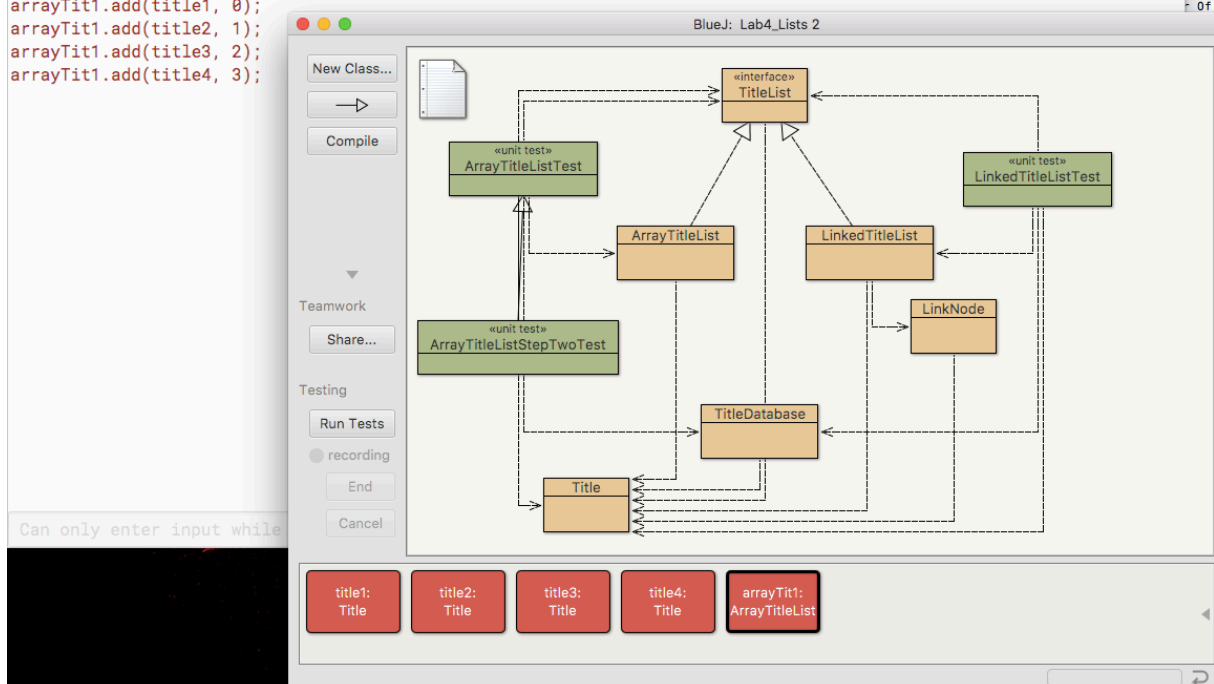 arrayTit1.add(title1, 0);
arrayTit1.add(title2, 1);
arrayTit1.add(title3, 2);
arrayTit1.add(title4, 3);
Can only enter input while
r Of
BlueJ: Lab4_Lists 2
New Class...
Compile
Teamwork
Share...
Testing
Run Tests
recording
End
Cancel
«interface»
TitleList
«unit test»
ArrayTitleListTest
«unit test»
LinkedTitleListTest
ArrayTitleList
LinkedTitleList
LinkNode
«unit test»
ArrayTitleListStepTwoTest
TitleDatabase
Title
title1:
Title
title2:
Title
title3:
Title
title4:
Title
arrayTit1:
ArrayTitleList